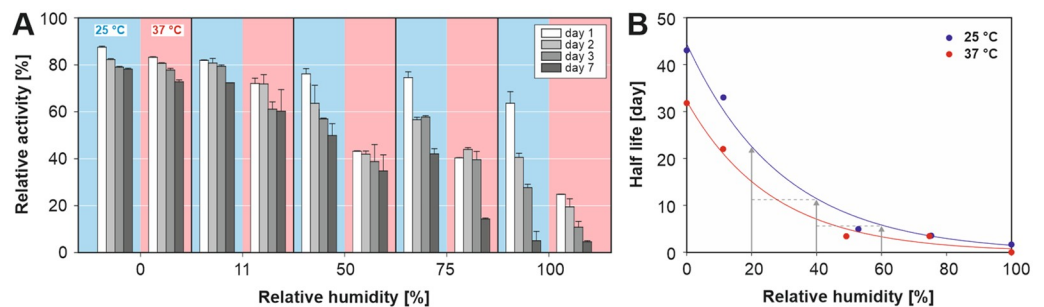 A
Relative activity [%]
100
80
60
40
20
0
25 °C
37 °C
day 1
day 2
day 3
day 7
0 11 50 75 100
Relative humidity [%]
B
Half life [day]
50
40
30
20
10
0
25 °C
37 °C
0 20 40 60 80 100
Relative humidity [%]